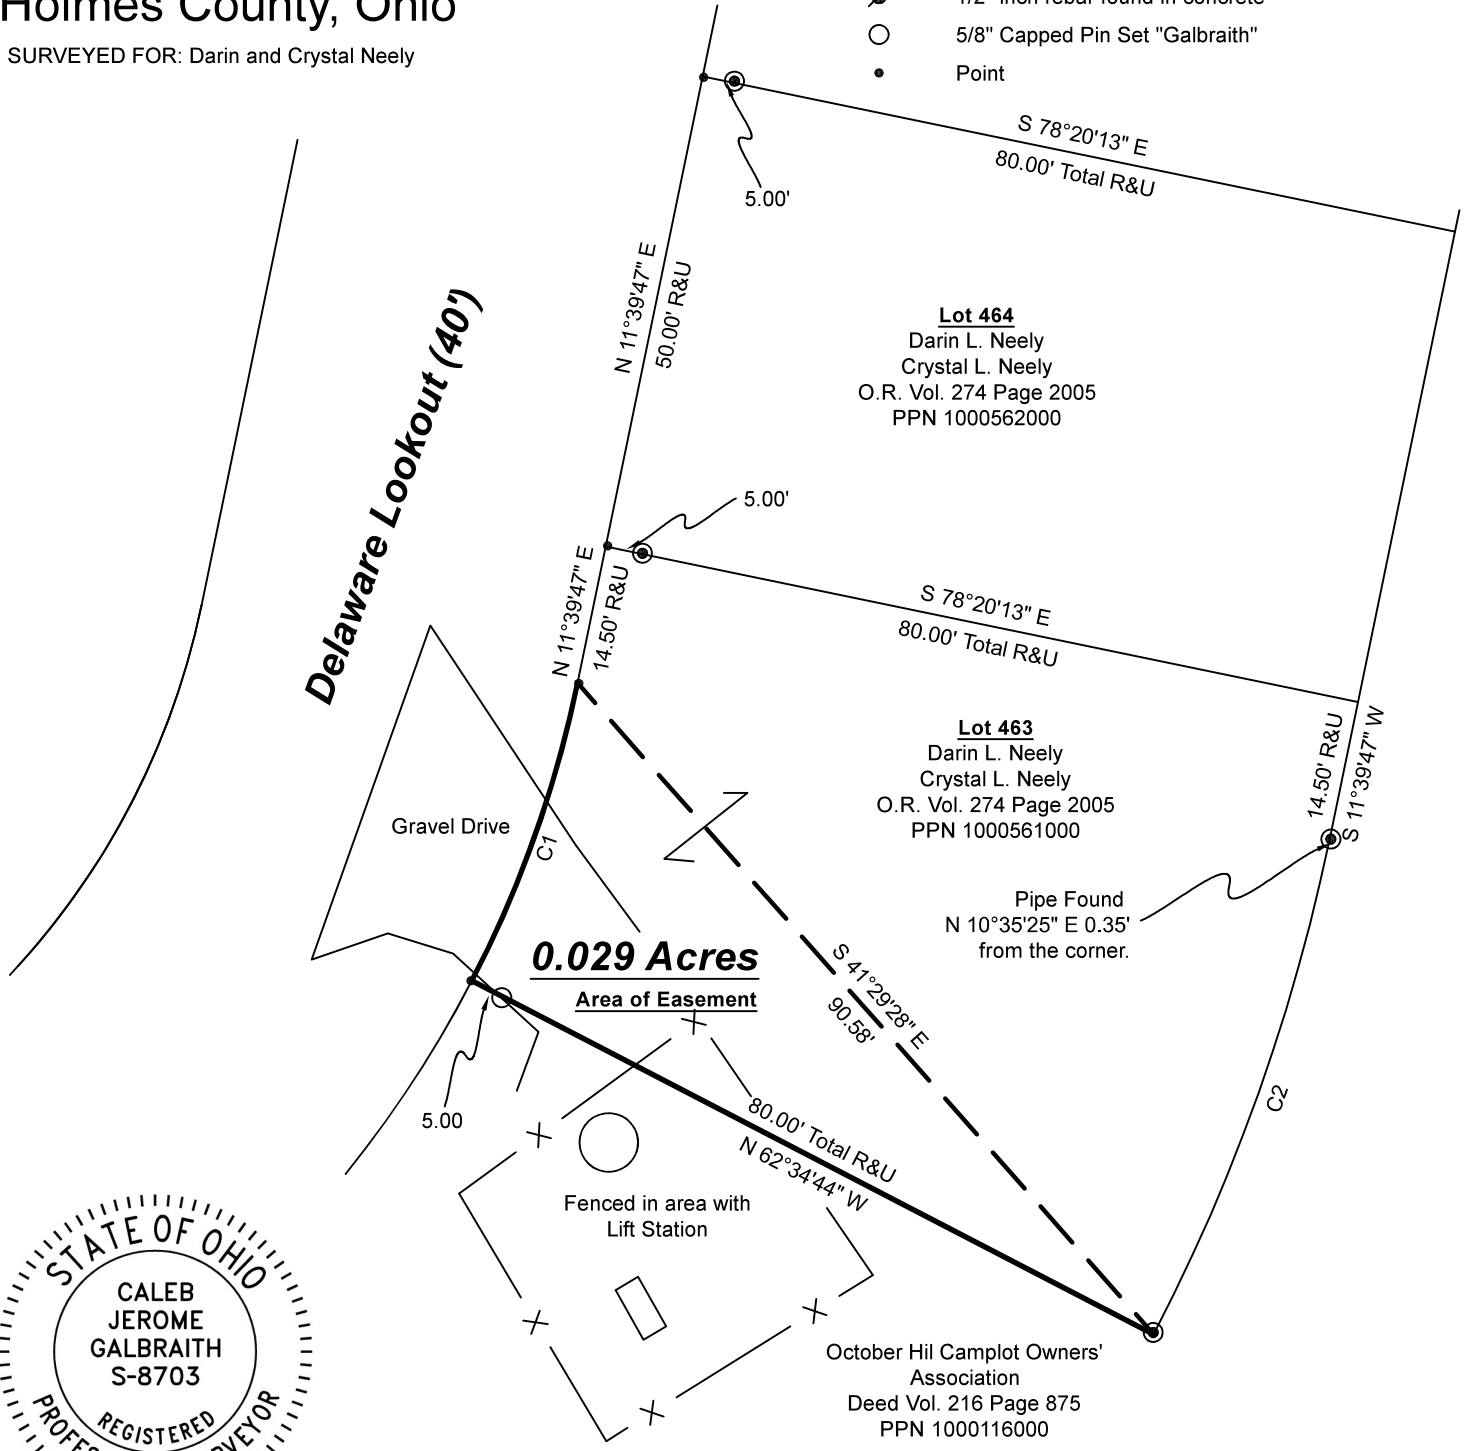 Holmes County, Ohio
SURVEYED FOR: Darin and Crystal Neely
5/8" Capped Pin Set "Galbraith"
Point
S 78°20'13" E
80.00' Total R&U
5.00'
N 11°39'47" E
50.00' R&U
Delaware Lookout (40')
Lot 464
Darin L. Neely
Crystal L. Neely
O.R. Vol. 274 Page 2005
PPN 1000562000
5.00'
N 11°39'47" E
14.50' R&U
S 78°20'13" E
80.00' Total R&U
Lot 463
Darin L. Neely
Crystal L. Neely
O.R. Vol. 274 Page 2005
PPN 1000561000
14.50' R&U
S 11°39'47" W
Gravel Drive
C1
Pipe Found
N 10°35'25" E 0.35'
from the corner.
0.029 Acres
Area of Easement
S 41°29'28" E
90.58'
5.00
80.00' Total R&U
N 62°34'44" W
C2
Fenced in area with
Lift Station
October Hil Camplot Owners'
Association
Deed Vol. 216 Page 875
PPN 1000116000
STATE OF OHIO
CALEB
JEROME
GALBRAITH
S-8703
REGISTERED